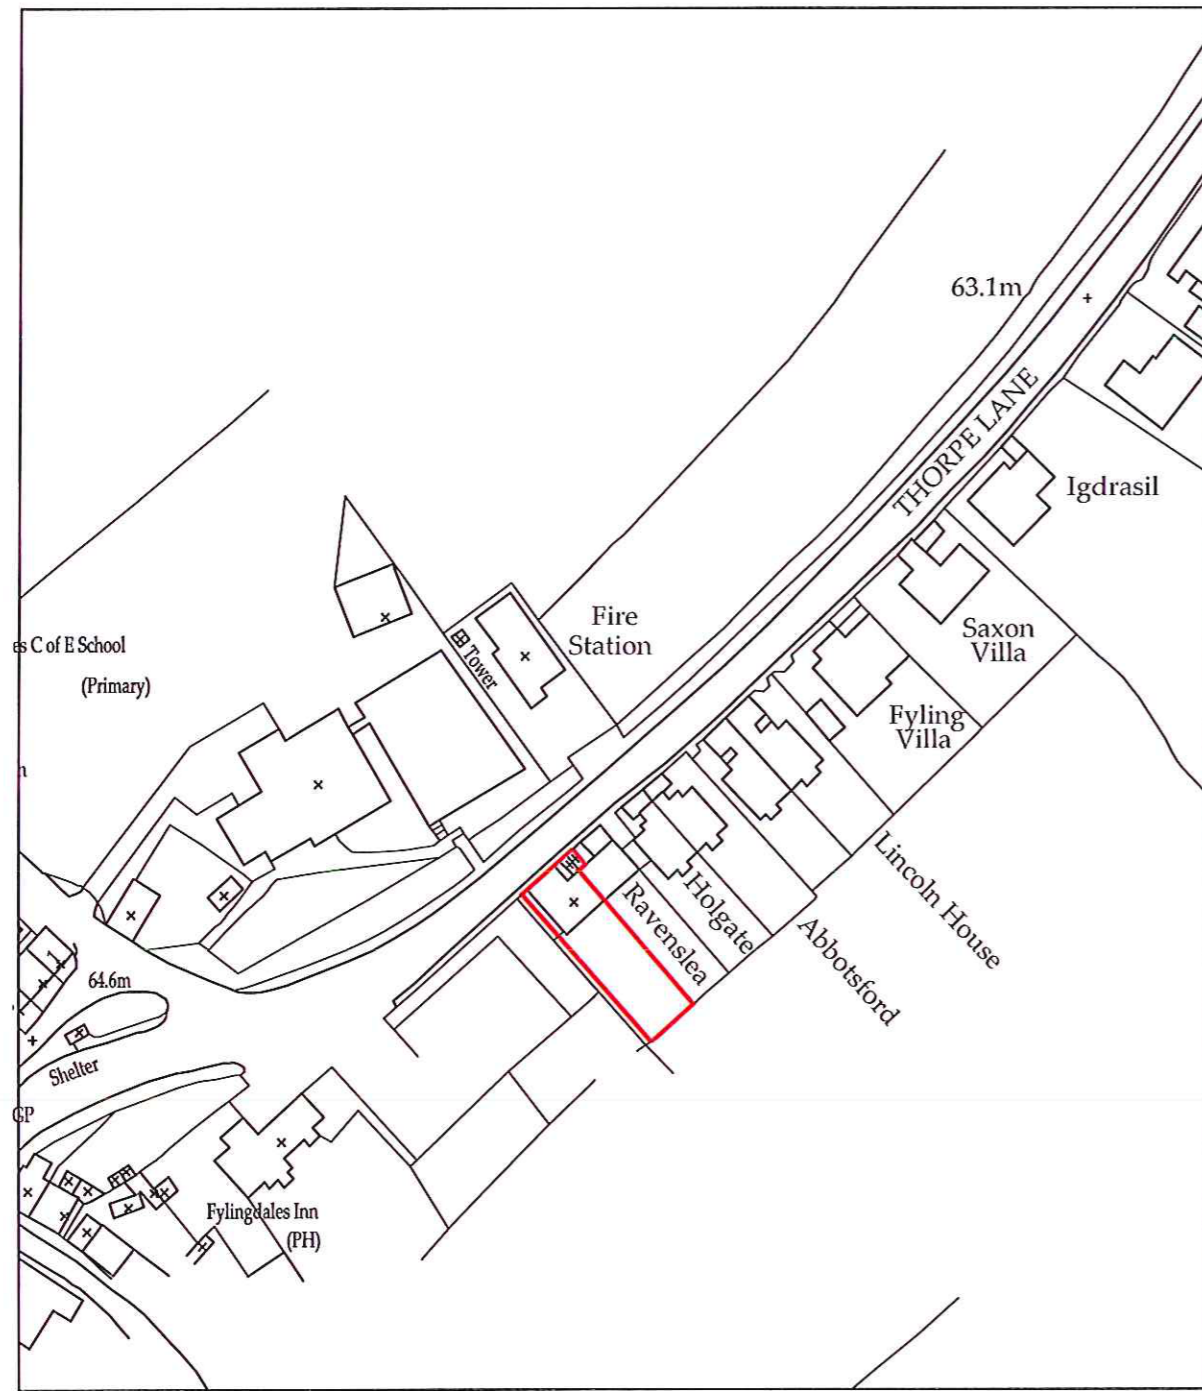 63.1m
THORPE LANE
Igdrasil
Fire
Station
Saxon
Villa
es C of E School
(Primary)
Tower
Fyling
Villa
Lincoln House
Holgate
Ravenslea
Abbotsford
1
64.6m
Shelter
GP
Fylingdales Inn
(PH)